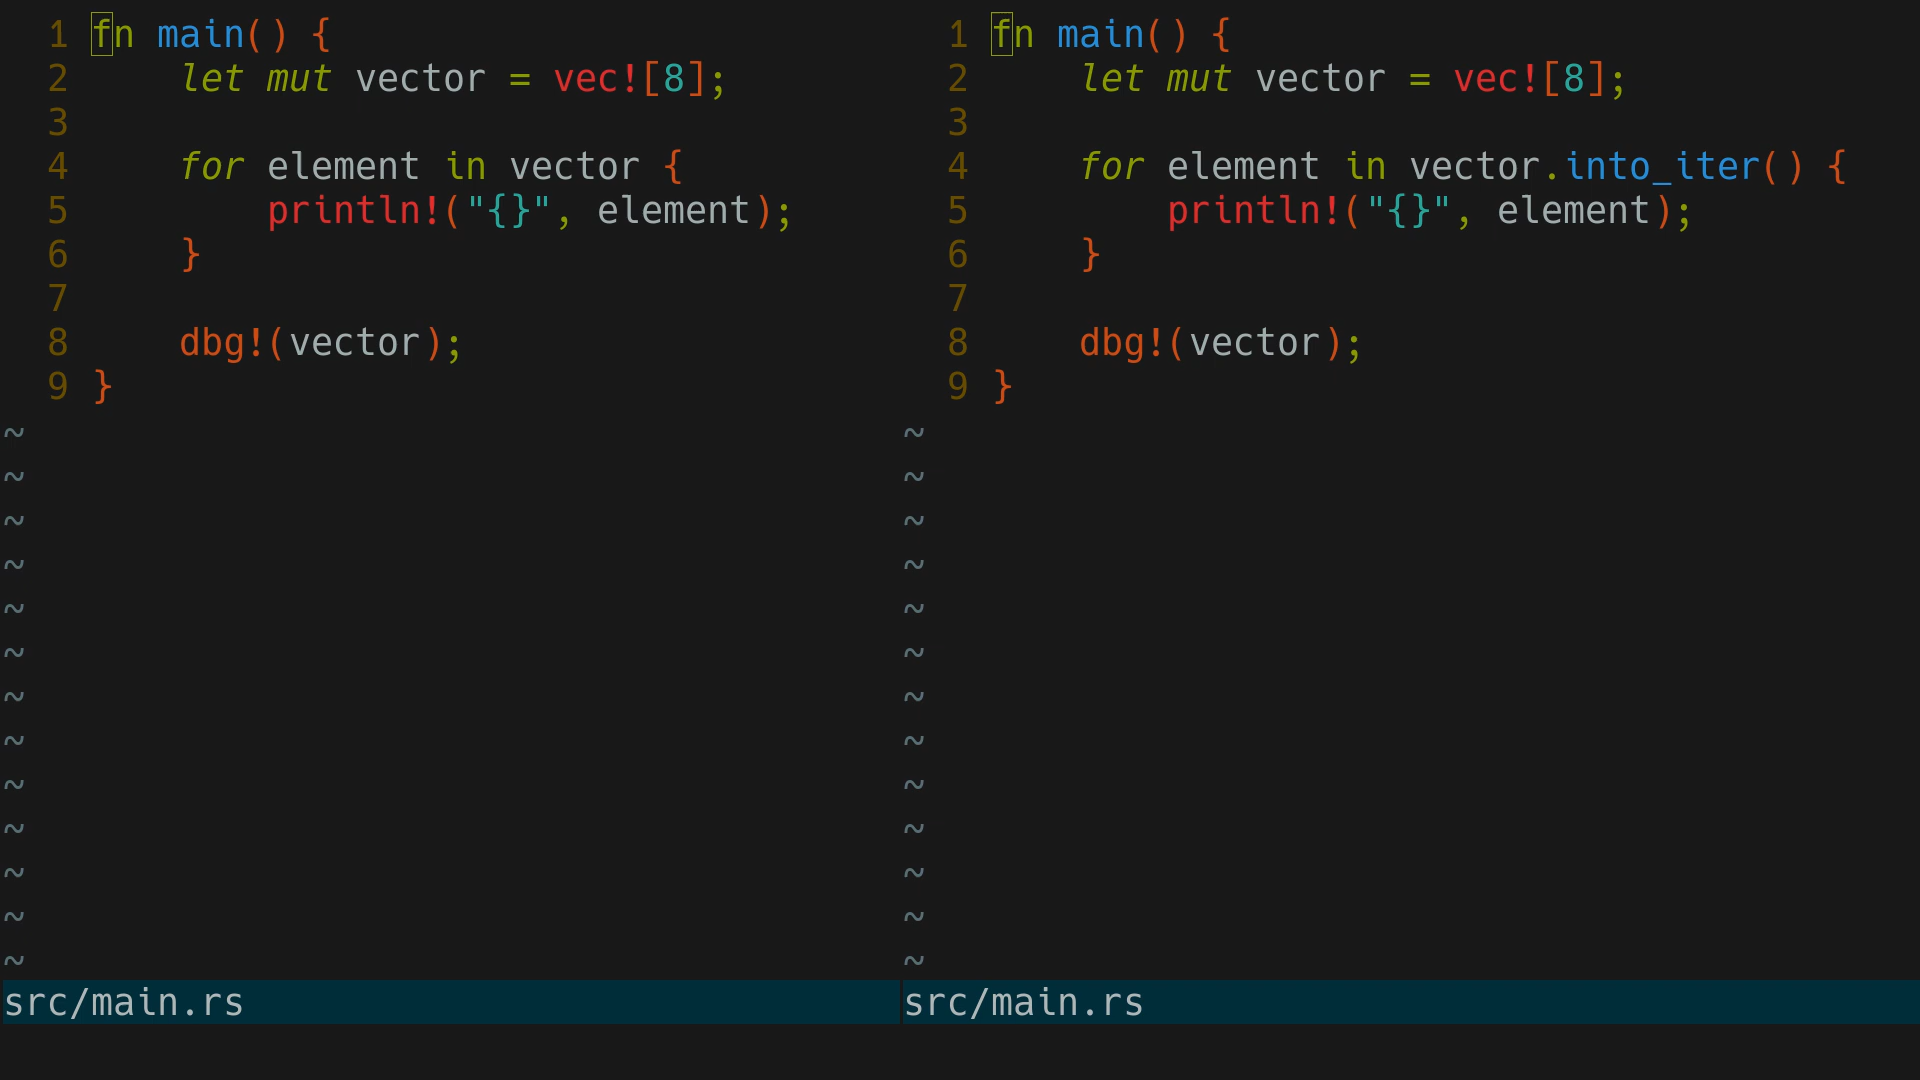 1 fn main() {
2     let mut vector = vec![8];
3
4     for element in vector {
5         println!("{}", element);
6     }
7
8     dbg!(vector);
9 }
~
~
~
~
~
~
~
~
~
~
~
~
~
src/main.rs
1 fn main() {
2     let mut vector = vec![8];
3
4     for element in vector.into_iter() {
5         println!("{}", element);
6     }
7
8     dbg!(vector);
9 }
~
~
~
~
~
~
~
~
~
~
~
~
~
src/main.rs